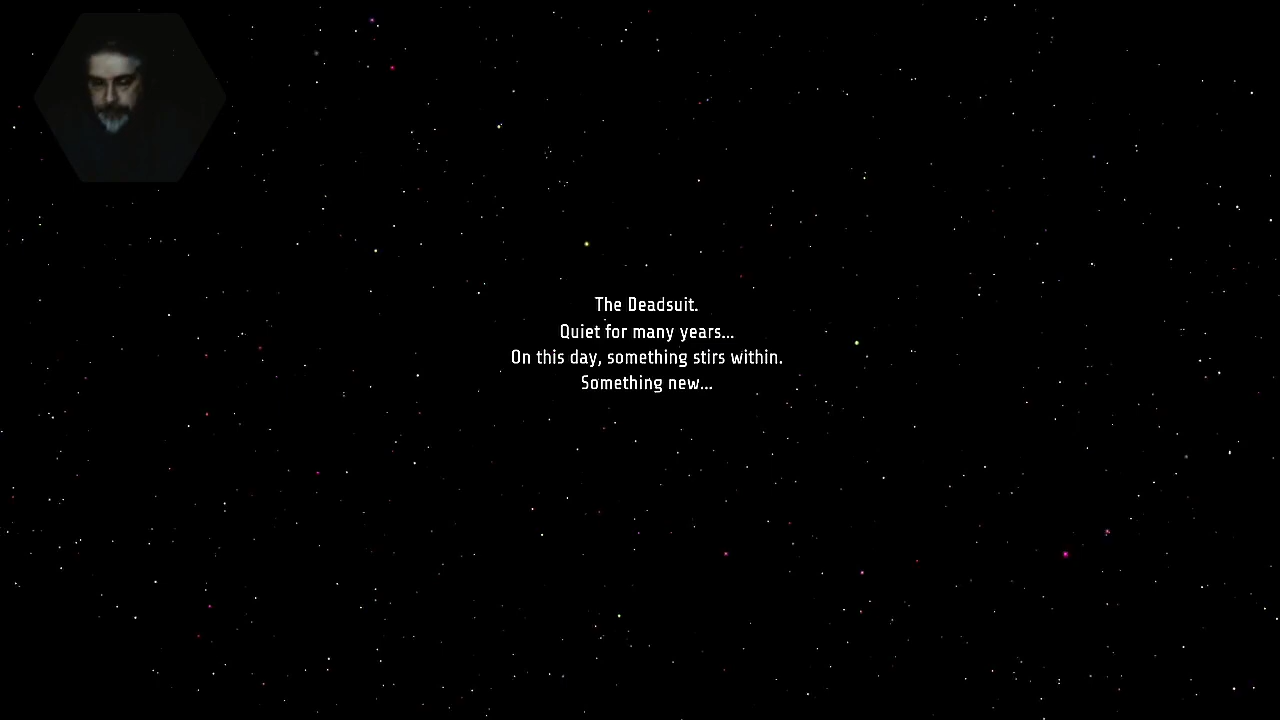 The Deadsuit.
Quiet for many years...
On this day, something stirs within.
Something new...